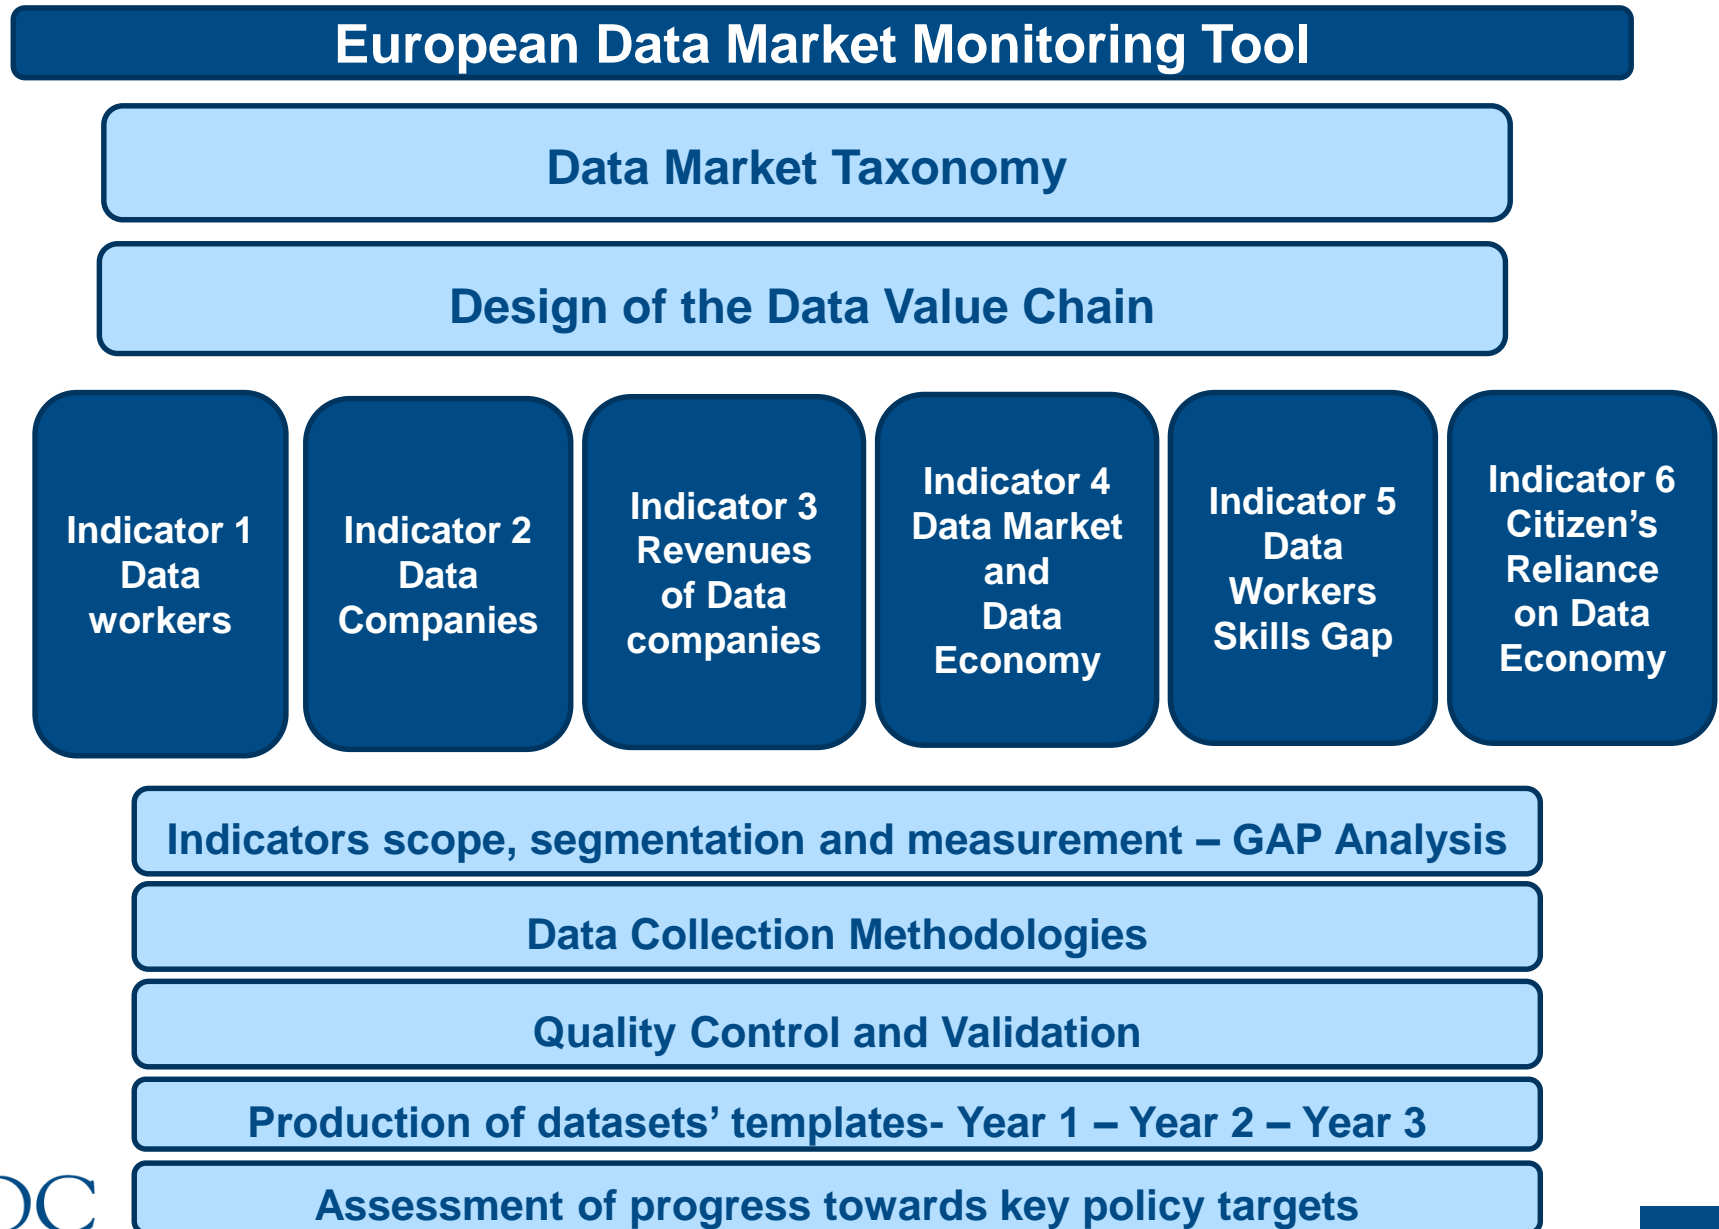 European Data Market Monitoring Tool
Data Market Taxonomy
Design of the Data Value Chain
Indicator 1
Data
workers
Indicator 2
Data
Companies
Indicator 3
Revenues
of Data
companies
Indicator 4
Data Market
and
Data
Economy
Indicator 5
Data
Workers
Skills Gap
Indicator 6
Citizen’s
Reliance
on Data
Economy
Indicators scope, segmentation and measurement – GAP Analysis
Data Collection Methodologies
Quality Control and Validation
Production of datasets’ templates- Year 1 – Year 2 – Year 3
Assessment of progress towards key policy targets